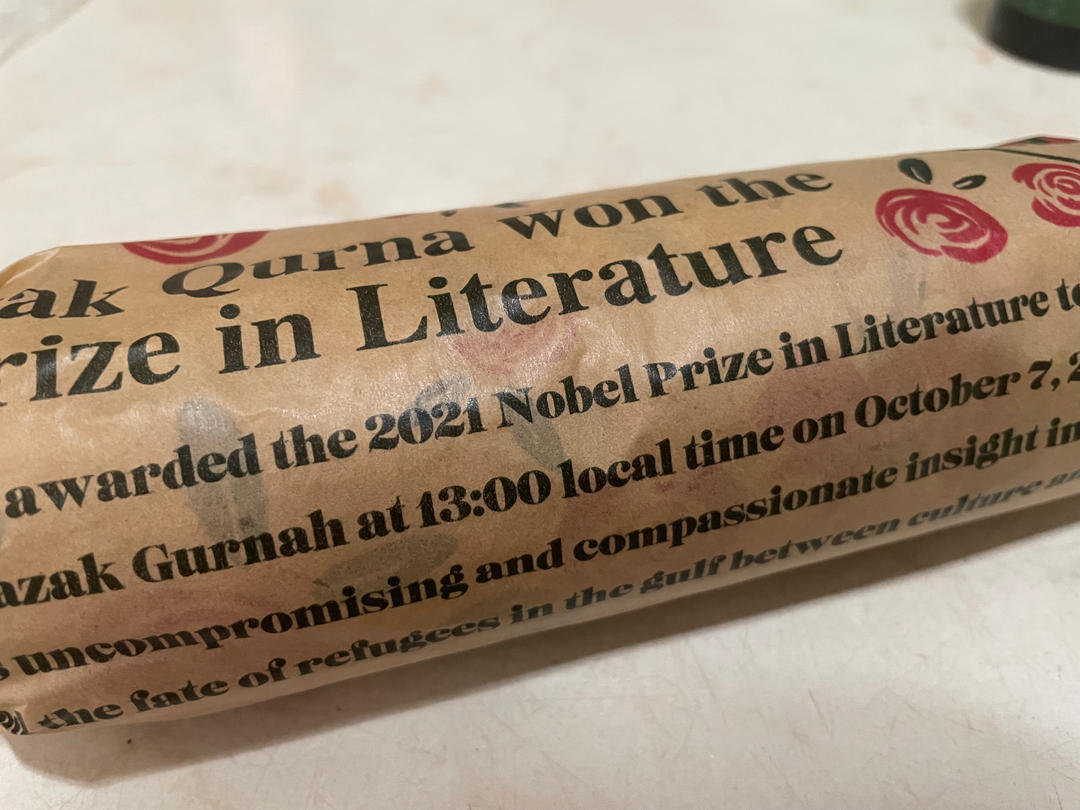 ak Qurna won the
rize in Literature
awarded the 2021 Nobel Prize in Literature to
azak Gurnah at 13:00 local time on October 7, 2
s uncompromising and compassionate insight in
the fate of refugees in the gulf between culture an